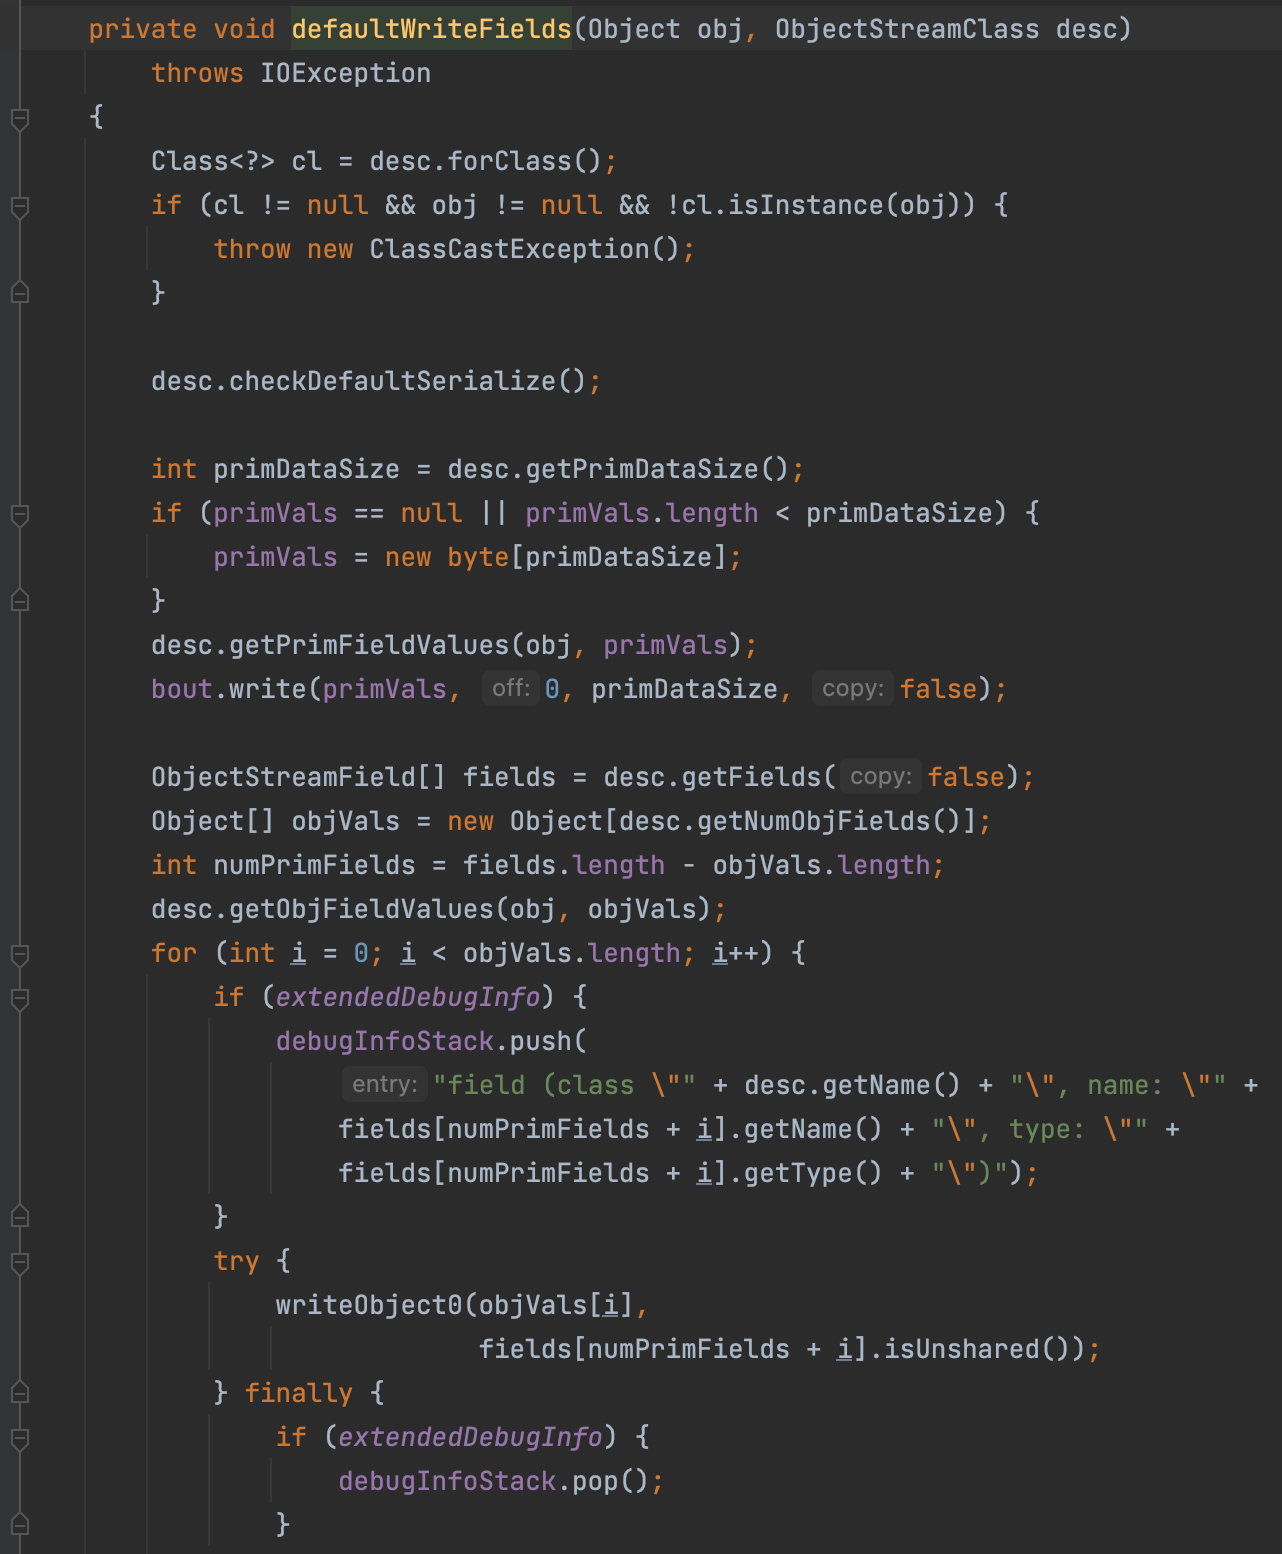 private void defaultWriteFields(Object obj, ObjectStreamClass desc)
    throws IOException
{
    Class<?> cl = desc.forClass();
    if (cl != null && obj != null && !cl.isInstance(obj)) {
        throw new ClassCastException();
    }

    desc.checkDefaultSerialize();

    int primDataSize = desc.getPrimDataSize();
    if (primVals == null || primVals.length < primDataSize) {
        primVals = new byte[primDataSize];
    }
    desc.getPrimFieldValues(obj, primVals);
    bout.write(primVals, off: 0, primDataSize, copy: false);

    ObjectStreamField[] fields = desc.getFields(copy: false);
    Object[] objVals = new Object[desc.getNumObjFields()];
    int numPrimFields = fields.length - objVals.length;
    desc.getObjFieldValues(obj, objVals);
    for (int i = 0; i < objVals.length; i++) {
        if (extendedDebugInfo) {
            debugInfoStack.push(
                entry: "field (class \"" + desc.getName() + "\", name: \"" +
                fields[numPrimFields + i].getName() + "\", type: \"" +
                fields[numPrimFields + i].getType() + "\")");
        }
        try {
            writeObject0(objVals[i],
                         fields[numPrimFields + i].isUnshared());
        } finally {
            if (extendedDebugInfo) {
                debugInfoStack.pop();
            }